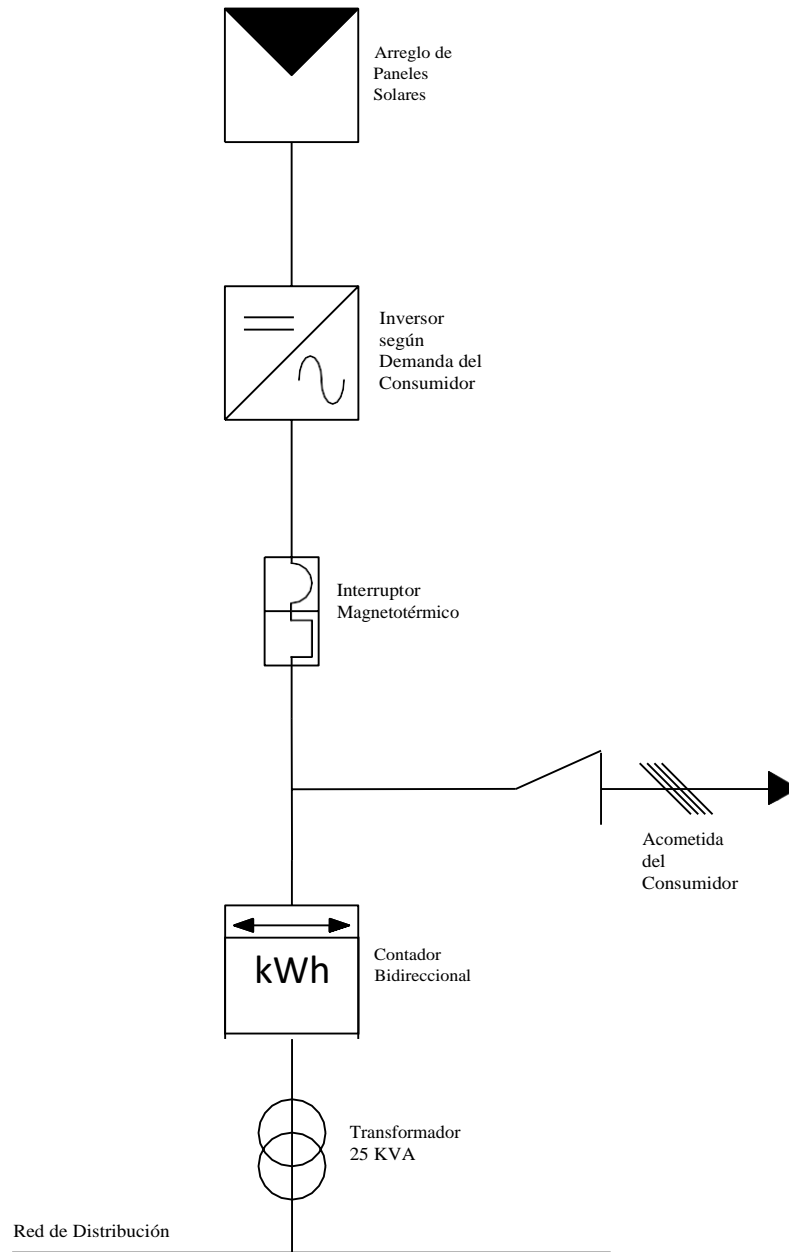 Arreglo de
Paneles
Solares
Inversor
según
Demanda del
Consumidor
Interruptor
Magnetotérmico
Acometida
del
Consumidor
kWh
Contador
Bidireccional
Transformador
25 KVA
Red de Distribución